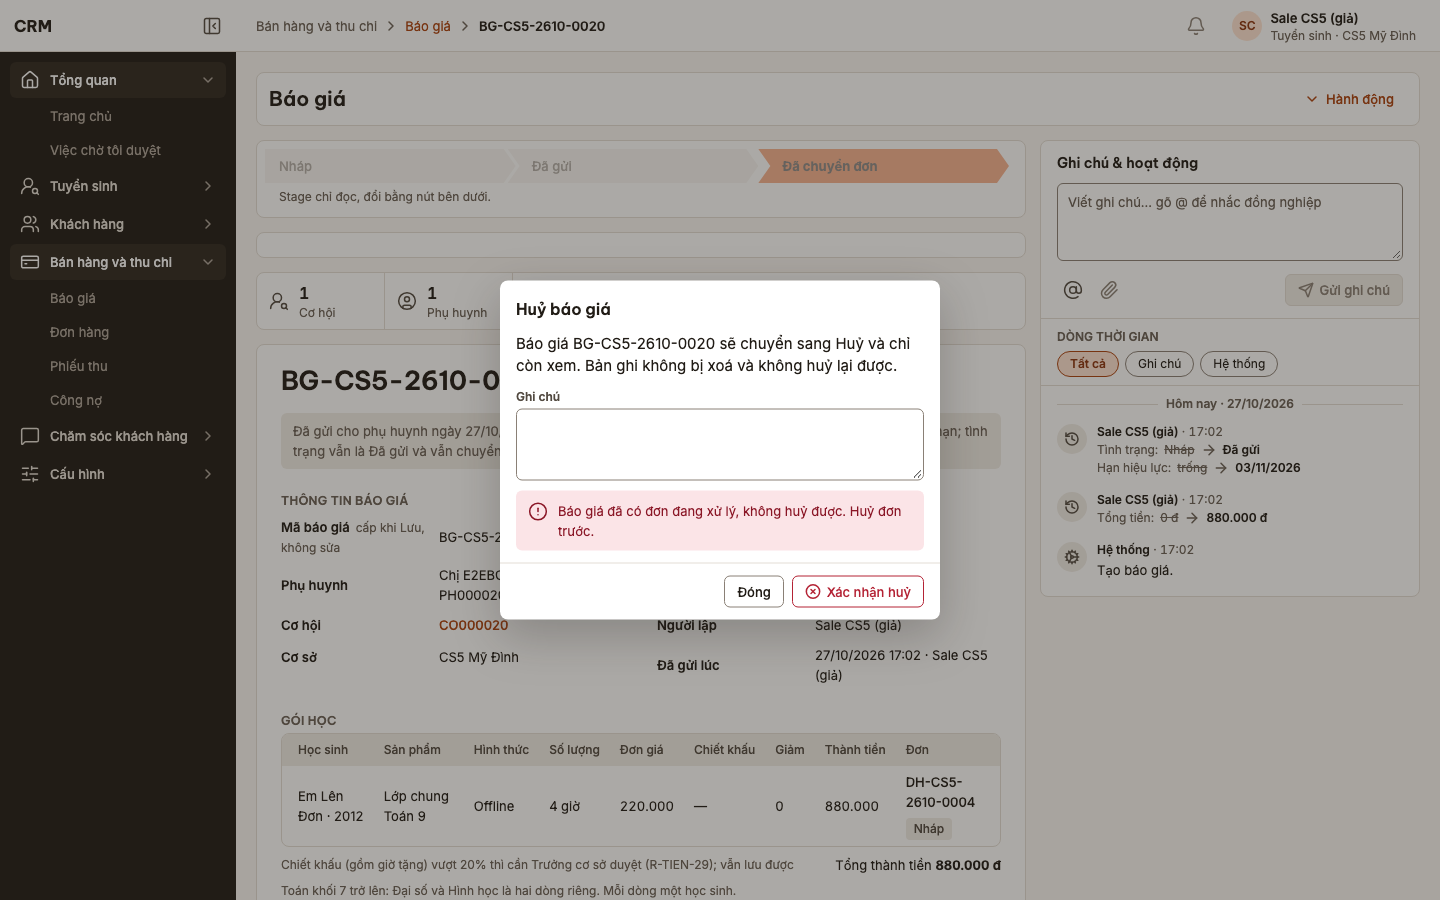 CRM
Bán hàng và thu chi > Báo giá > BG-CS5-2610-0020
SC
Sale CS5 (giả)
Tuyển sinh · CS5 Mỹ Đình
Tổng quan
Trang chủ
Việc chờ tôi duyệt
Tuyển sinh
Khách hàng
Bán hàng và thu chi
Báo giá
Đơn hàng
Phiếu thu
Công nợ
Chăm sóc khách hàng
Cấu hình
Báo giá
Hành động
Nháp
Đã gửi
Đã chuyển đơn
Stage chỉ đọc, đổi bằng nút bên dưới.
1
Cơ hội
1
Phụ huynh
BG-CS5-2610-0
Đã gửi cho phụ huynh ngày 27/10,
ạn; tình
trạng vẫn là Đã gửi và vẫn chuyển
THÔNG TIN BÁO GIÁ
Mã báo giá cấp khi Lưu, không sửa
BG-CS5-2
Phụ huynh
Chị E2EBC
PH000020
Cơ hội
CO000020
Người lập
Sale CS5 (giả)
Cơ sở
CS5 Mỹ Đình
Đã gửi lúc
27/10/2026 17:02 · Sale CS5
(giả)
GÓI HỌC
Học sinh Sản phẩm Hình thức Số lượng Đơn giá Chiết khấu Giảm Thành tiền Đơn
Em Lên
Đơn · 2012
Lớp chung
Toán 9
Offline
4 giờ
220.000
—
0
880.000
DH-CS5-
2610-0004
Nháp
Chiết khấu (gồm giờ tặng) vượt 20% thì cần Trưởng cơ sở duyệt (R-TIEN-29); vẫn lưu được
Tổng thành tiền 880.000 đ
Toán khối 7 trở lên: Đại số và Hình học là hai dòng riêng. Mỗi dòng một học sinh.
Huỷ báo giá
Báo giá BG-CS5-2610-0020 sẽ chuyển sang Huỷ và chỉ
còn xem. Bản ghi không bị xoá và không huỷ lại được.
Ghi chú
Báo giá đã có đơn đang xử lý, không huỷ được. Huỷ đơn
trước.
Đóng
Xác nhận huỷ
Ghi chú & hoạt động
Viết ghi chú... gõ @ để nhắc đồng nghiệp
Gửi ghi chú
DÒNG THỜI GIAN
Tất cả
Ghi chú
Hệ thống
Hôm nay · 27/10/2026
Sale CS5 (giả) · 17:02
Tình trạng: Nháp → Đã gửi
Hạn hiệu lực: trống → 03/11/2026
Sale CS5 (giả) · 17:02
Tổng tiền: 0 đ → 880.000 đ
Hệ thống · 17:02
Tạo báo giá.